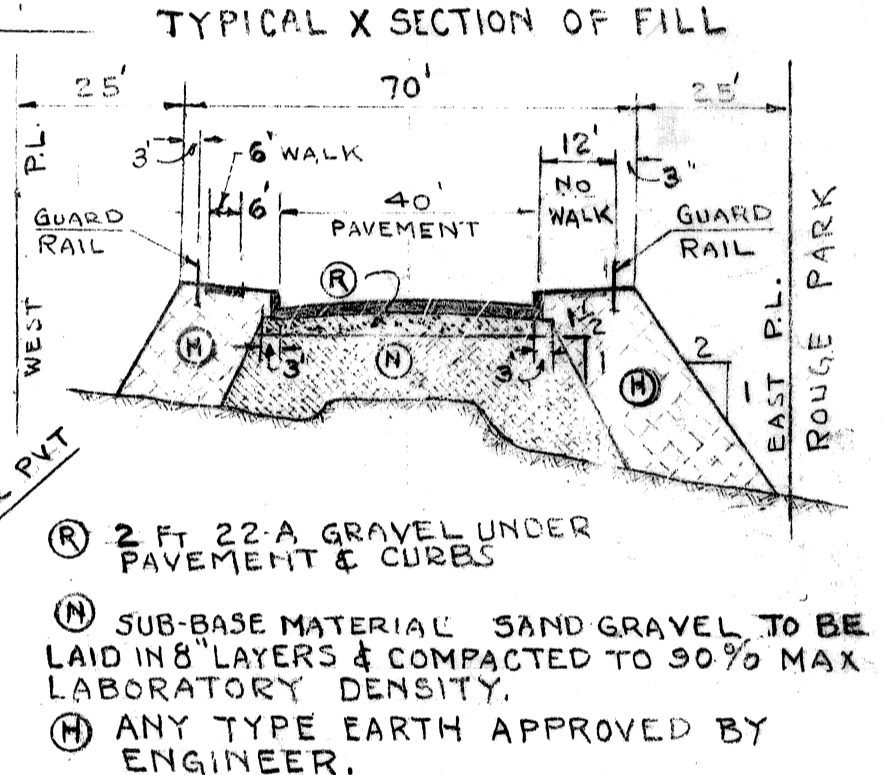 TYPICAL X SECTION OF FILL
25' 70' 25'
3' 6' WALK 12' 3"
6' 40' NO
PAVEMENT WALK
GUARD GUARD
RAIL RAIL
WEST P.L.
EAST P.L.
ROUGE PARK
R
H N H
3' 3'
1 1/2
1
2
1
PVT
R 2 FT 22-A GRAVEL UNDER
PAVEMENT & CURBS
N SUB-BASE MATERIAL SAND GRAVEL, TO BE
LAID IN 8" LAYERS & COMPACTED TO 90% MAX
LABORATORY DENSITY.
H ANY TYPE EARTH APPROVED BY
ENGINEER.